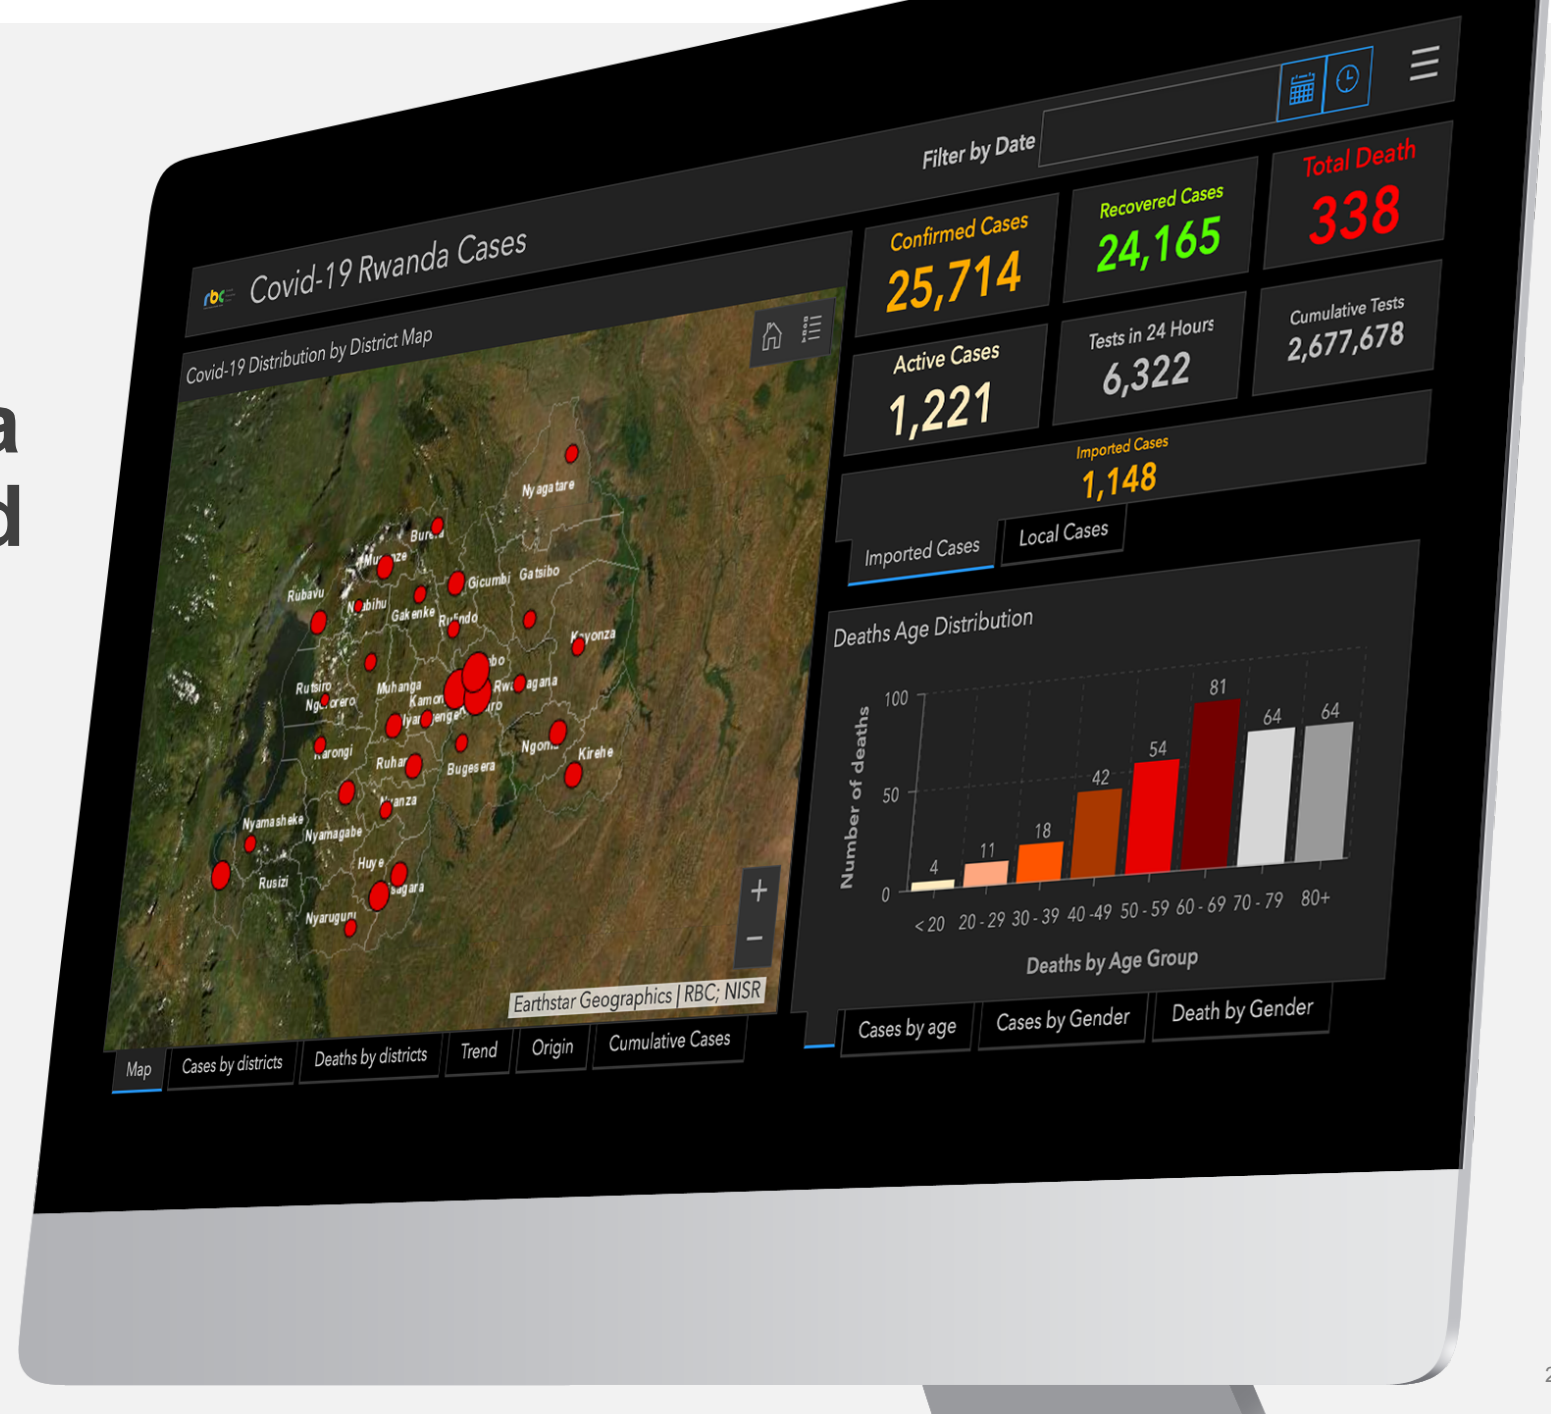 a
d
Filter by Date
rbc
Covid-19 Rwanda Cases
Confirmed Cases
25,714
Recovered Cases
24,165
Total Death
338
Active Cases
1,221
Tests in 24 Hours
6,322
Cumulative Tests
2,677,678
Imported Cases
1,148
Imported Cases
Local Cases
Covid-19 Distribution by District Map
Nyagatare
Gicumbi
Gatsibo
Rubavu
Gakenke
Rutsiro
Muhanga
Bugesera
Kirehe
Nyamasheke
Nyamagabe
Rusizi
Huye
+
−
Earthstar Geographics | RBC; NISR
Map
Cases by districts
Deaths by districts
Trend
Origin
Cumulative Cases
Deaths Age Distribution
Number of deaths
100
50
0
4
11
18
42
54
81
64
64
< 20
20 - 29
30 - 39
40 -49
50 - 59
60 - 69
70 - 79
80+
Deaths by Age Group
Cases by age
Cases by Gender
Death by Gender
2